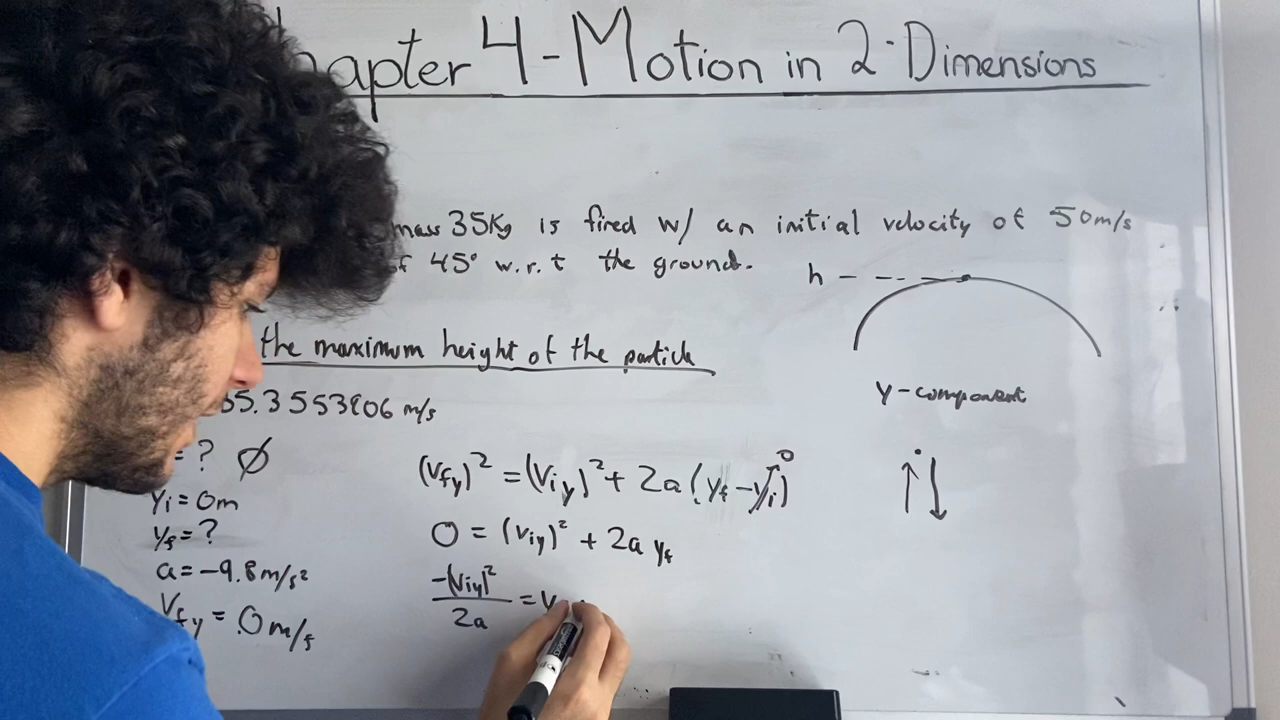 hapter 4-Motion in 2-Dimensions
mass 35Kg is fired w/ an initial velocity of 50m/s
f 45° w.r.t the ground.
h
the maximum height of the particle
Y-component
35.3553906 m/s
= ? Ø
yi = 0m
yf = ?
a = -9.8m/s²
Vfy = 0m/s
(Vfy)² = (Viy)² + 2a(yf - yi) 0
0 = (Viy)² + 2a yf
-(Viy)²/2a =